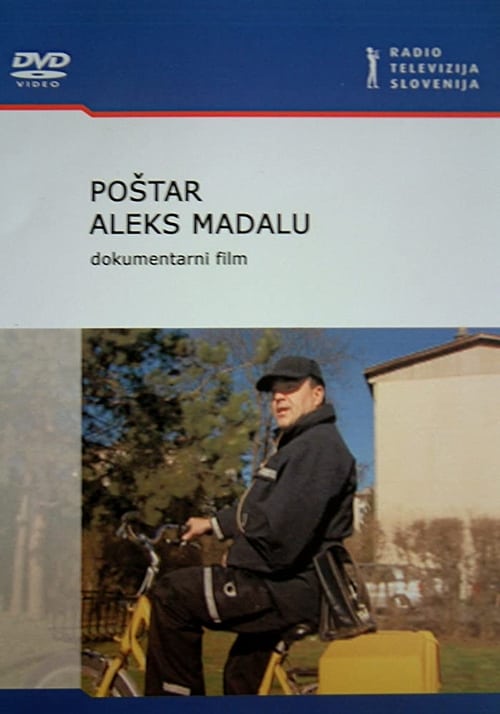 DVD
VIDEO
RADIO
TELEVIZIJA
SLOVENIJA
POŠTAR
ALEKS MADALU
dokumentarni film